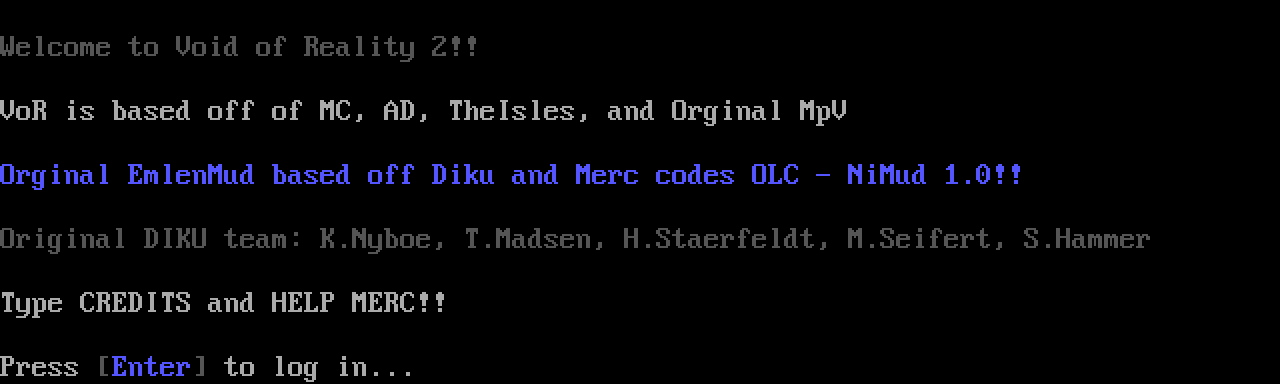 Welcome to Void of Reality 2!!
VoR is based off of MC, AD, TheIsles, and Orginal MpV
Orginal EmlenMud based off Diku and Merc codes OLC - NiMud 1.0!!
Original DIKU team: K.Nyboe, T.Madsen, H.Staerfeldt, M.Seifert, S.Hammer
Type CREDITS and HELP MERC!!
Press [Enter] to log in...